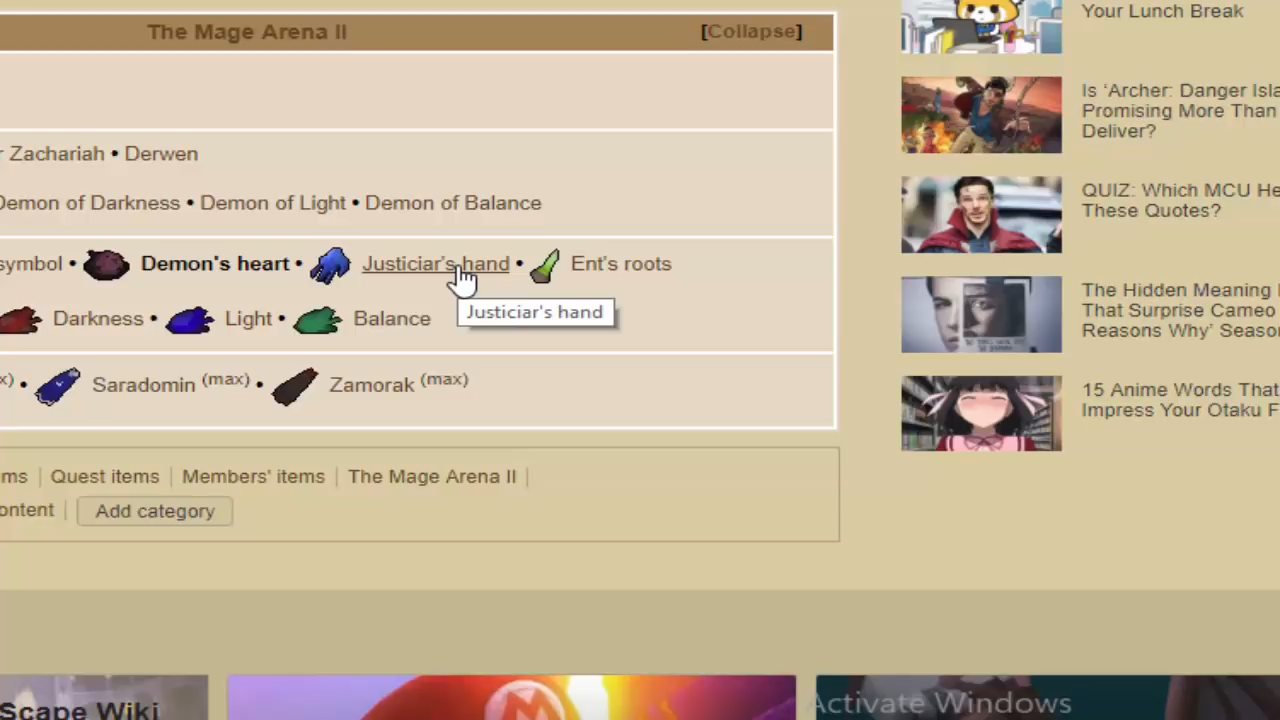 The Mage Arena II
[Collapse]
r Zachariah • Derwen
Demon of Darkness • Demon of Light • Demon of Balance
symbol • Demon's heart • Justiciar's hand • Ent's roots
Justiciar's hand
Darkness • Light • Balance
x) • Saradomin (max) • Zamorak (max)
ms | Quest items | Members' items | The Mage Arena II |
ontent | Add category
Your Lunch Break
Is ‘Archer: Danger Isla
Promising More Than
Deliver?
QUIZ: Which MCU He
These Quotes?
The Hidden Meaning
That Surprise Cameo
Reasons Why’ Seaso
15 Anime Words That
Impress Your Otaku F
Scape Wiki
M
Activate Windows